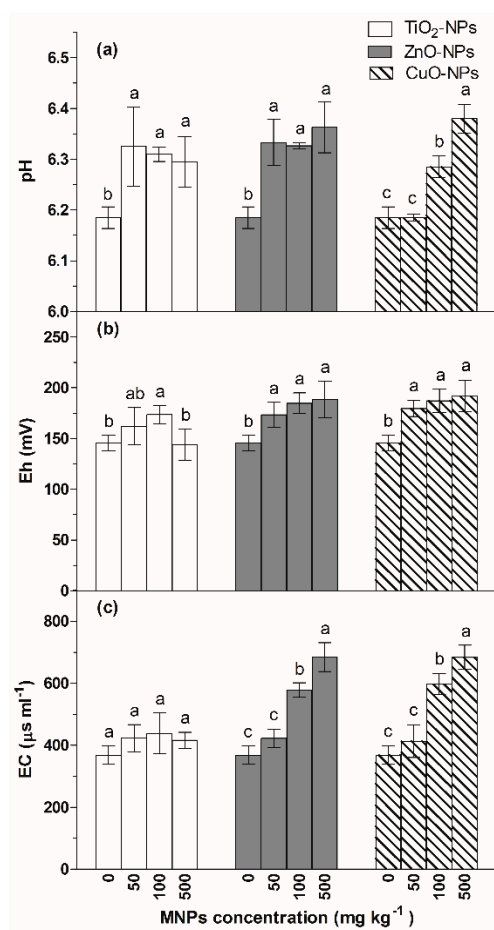 TiO₂-NPs
ZnO-NPs
CuO-NPs
(a)
6.5
6.4
6.3
6.2
6.1
6.0
pH
b a a a
b a a a
c c b a
(b)
250
200
150
100
50
0
Eh (mV)
b ab a b
b a a a
b a a a
(c)
800
600
400
200
0
EC (µs ml⁻¹)
a a a a
c c b a
c c b a
0 50 100 500 0 50 100 500 0 50 100 500
MNPs concentration (mg kg⁻¹)